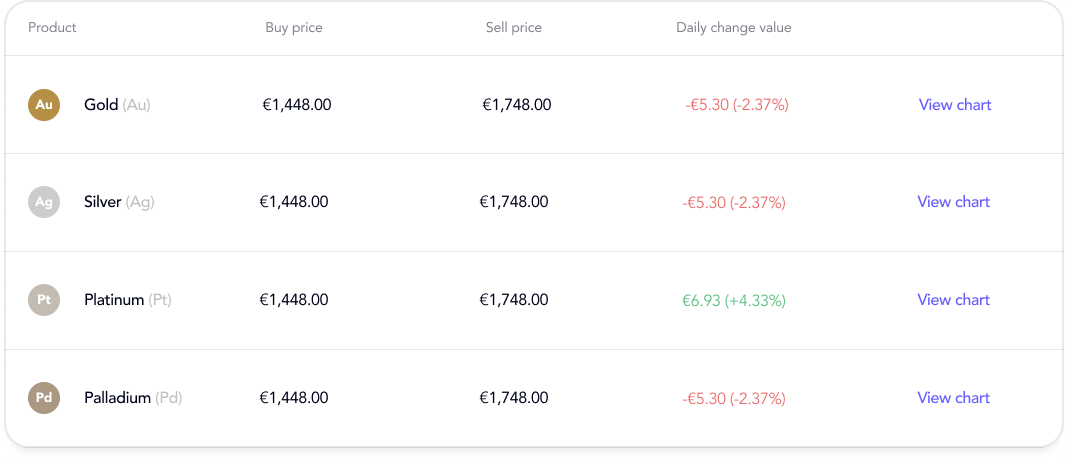 Product Buy price Sell price Daily change value
Au Gold (Au) €1,448.00 €1,748.00 -€5.30 (-2.37%) View chart
Ag Silver (Ag) €1,448.00 €1,748.00 -€5.30 (-2.37%) View chart
Pt Platinum (Pt) €1,448.00 €1,748.00 €6.93 (+4.33%) View chart
Pd Palladium (Pd) €1,448.00 €1,748.00 -€5.30 (-2.37%) View chart